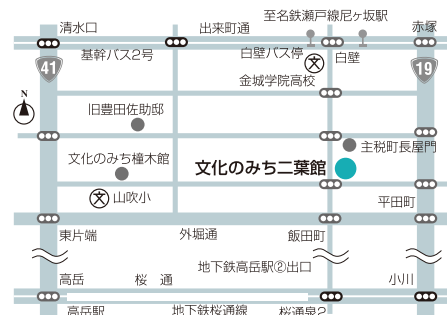 至名鉄瀬戸線尼ヶ坂駅
清水口
出来町通
赤塚
基幹バス2号
白壁バス停
白壁
文
41
金城学院高校
19
N
旧豊田佐助邸
主税町長屋門
文化のみち橦木館
文化のみち二葉館
文
山吹小
平田町
東片端
外堀通
飯田町
地下鉄高岳駅②出口
高岳
桜 通
小川
高岳駅
地下鉄桜通線
桜通泉2